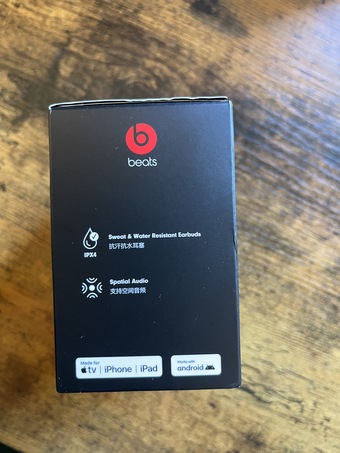 beats
Sweat & Water Resistant Earbuds
抗汗抗水耳塞
IPX4
Spatial Audio
支持空间音频
Made for
tv | iPhone | iPad
Made with
android